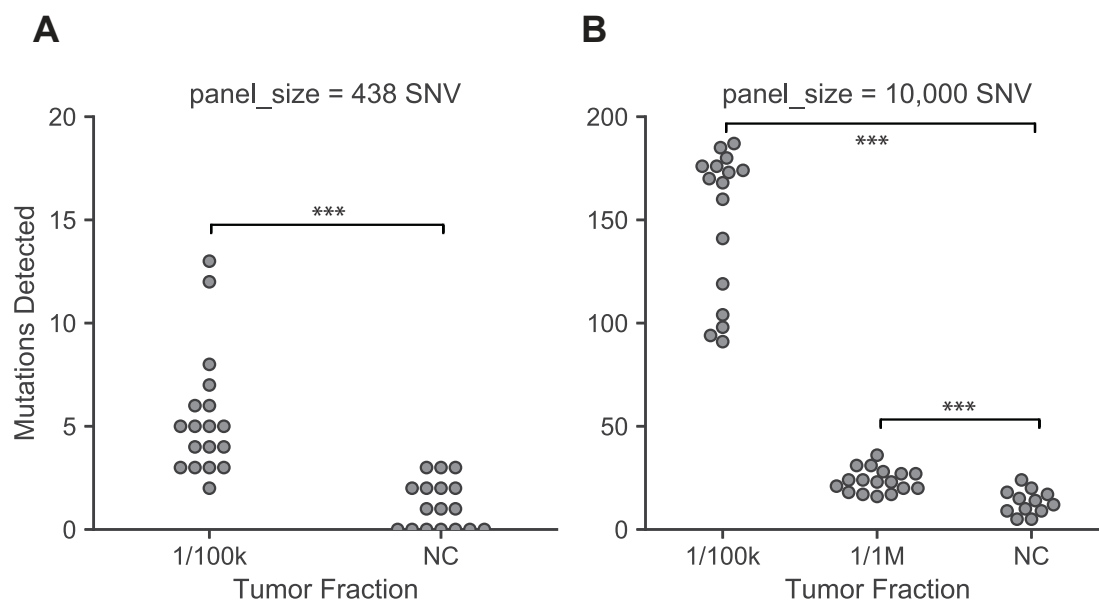 A
panel_size = 438 SNV
20
15
10
5
0
Mutations Detected
***
1/100k
NC
Tumor Fraction
B
panel_size = 10,000 SNV
200
150
100
50
0
***
***
1/100k
1/1M
NC
Tumor Fraction